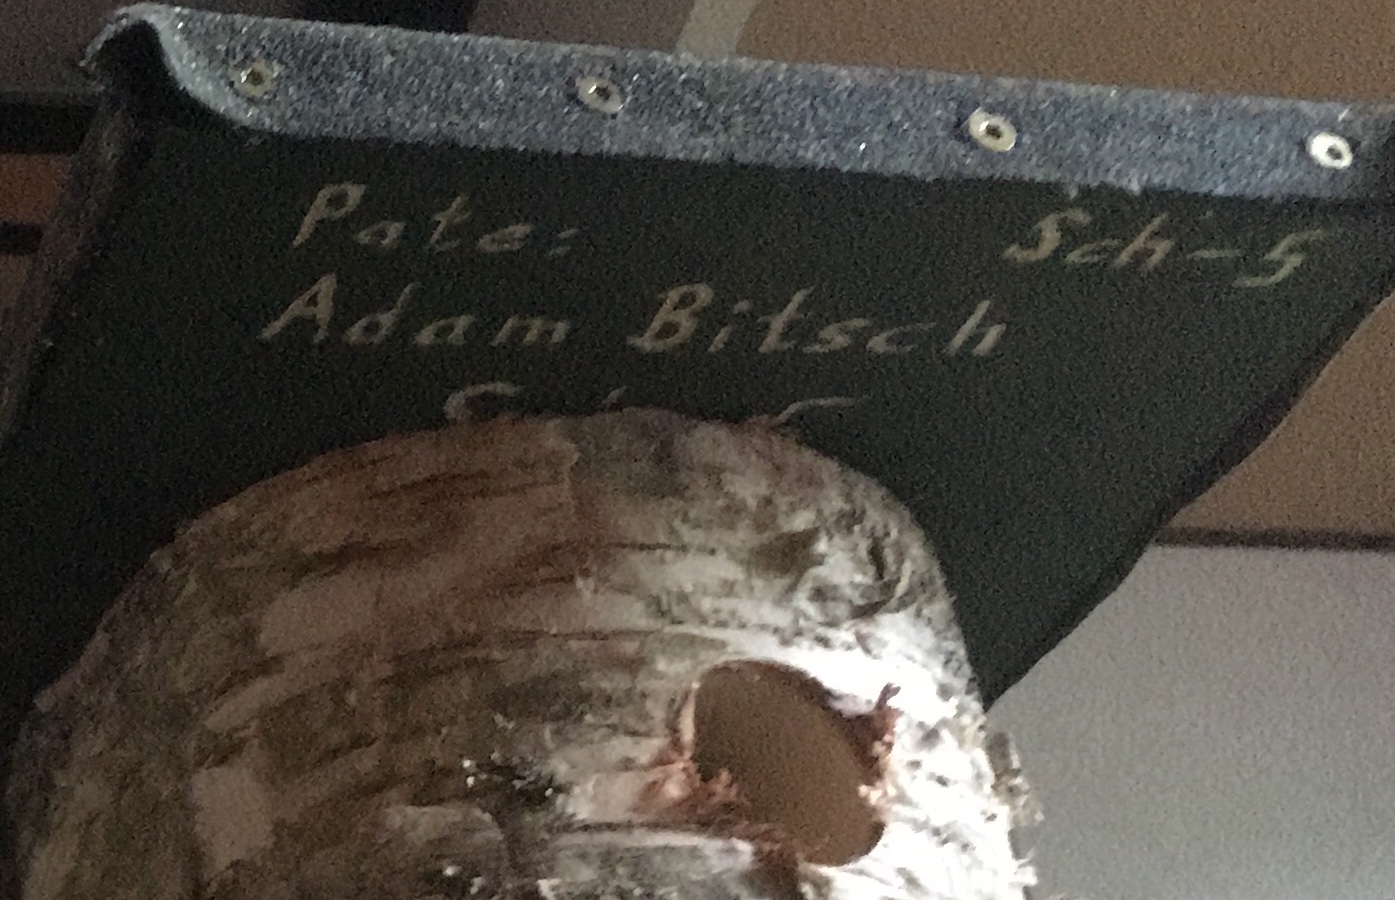 Pate: Sch-5
Adam Bitsch